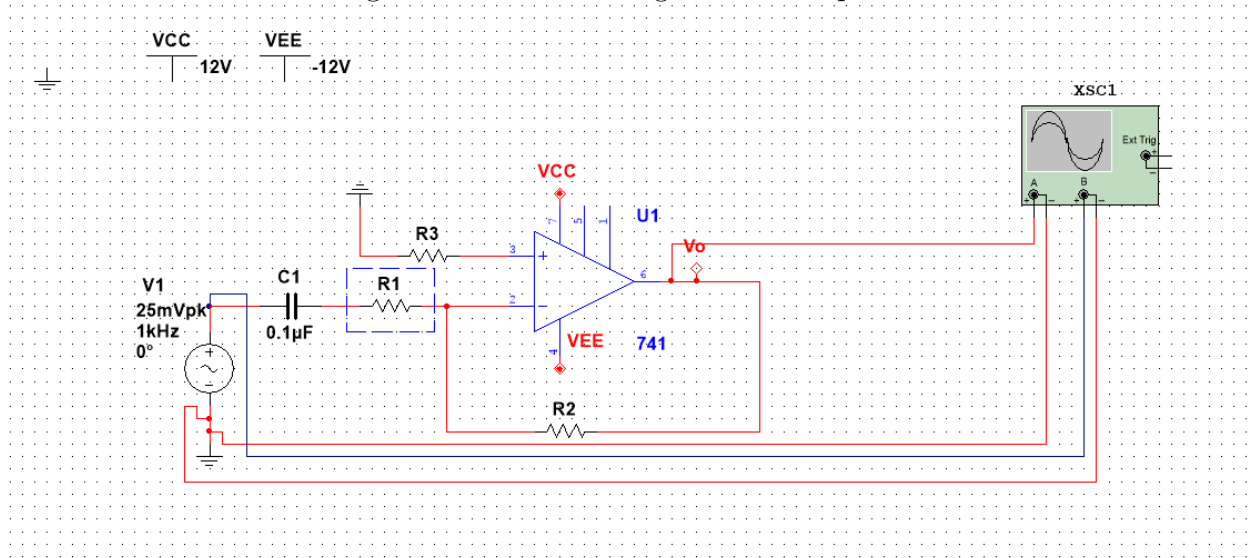 VCC
12V
VEE
-12V
xsc1
Ext Trig
+
−
A
B
+
−
+
−
VCC
7
5
1
U1
R3
3
+
Vo
6
V1
25mVpk
1kHz
0°
C1
0.1µF
R1
2
−
VEE
4
741
+
−
R2